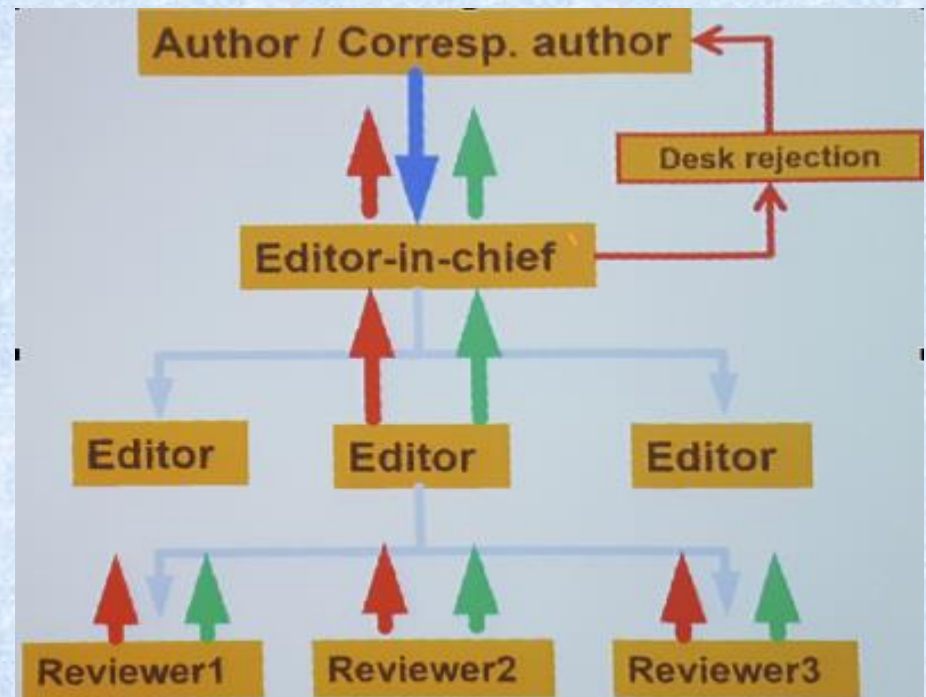 Author / Corresp. author
Desk rejection
Editor-in-chief
Editor
Editor
Editor
Reviewer1
Reviewer2
Reviewer3